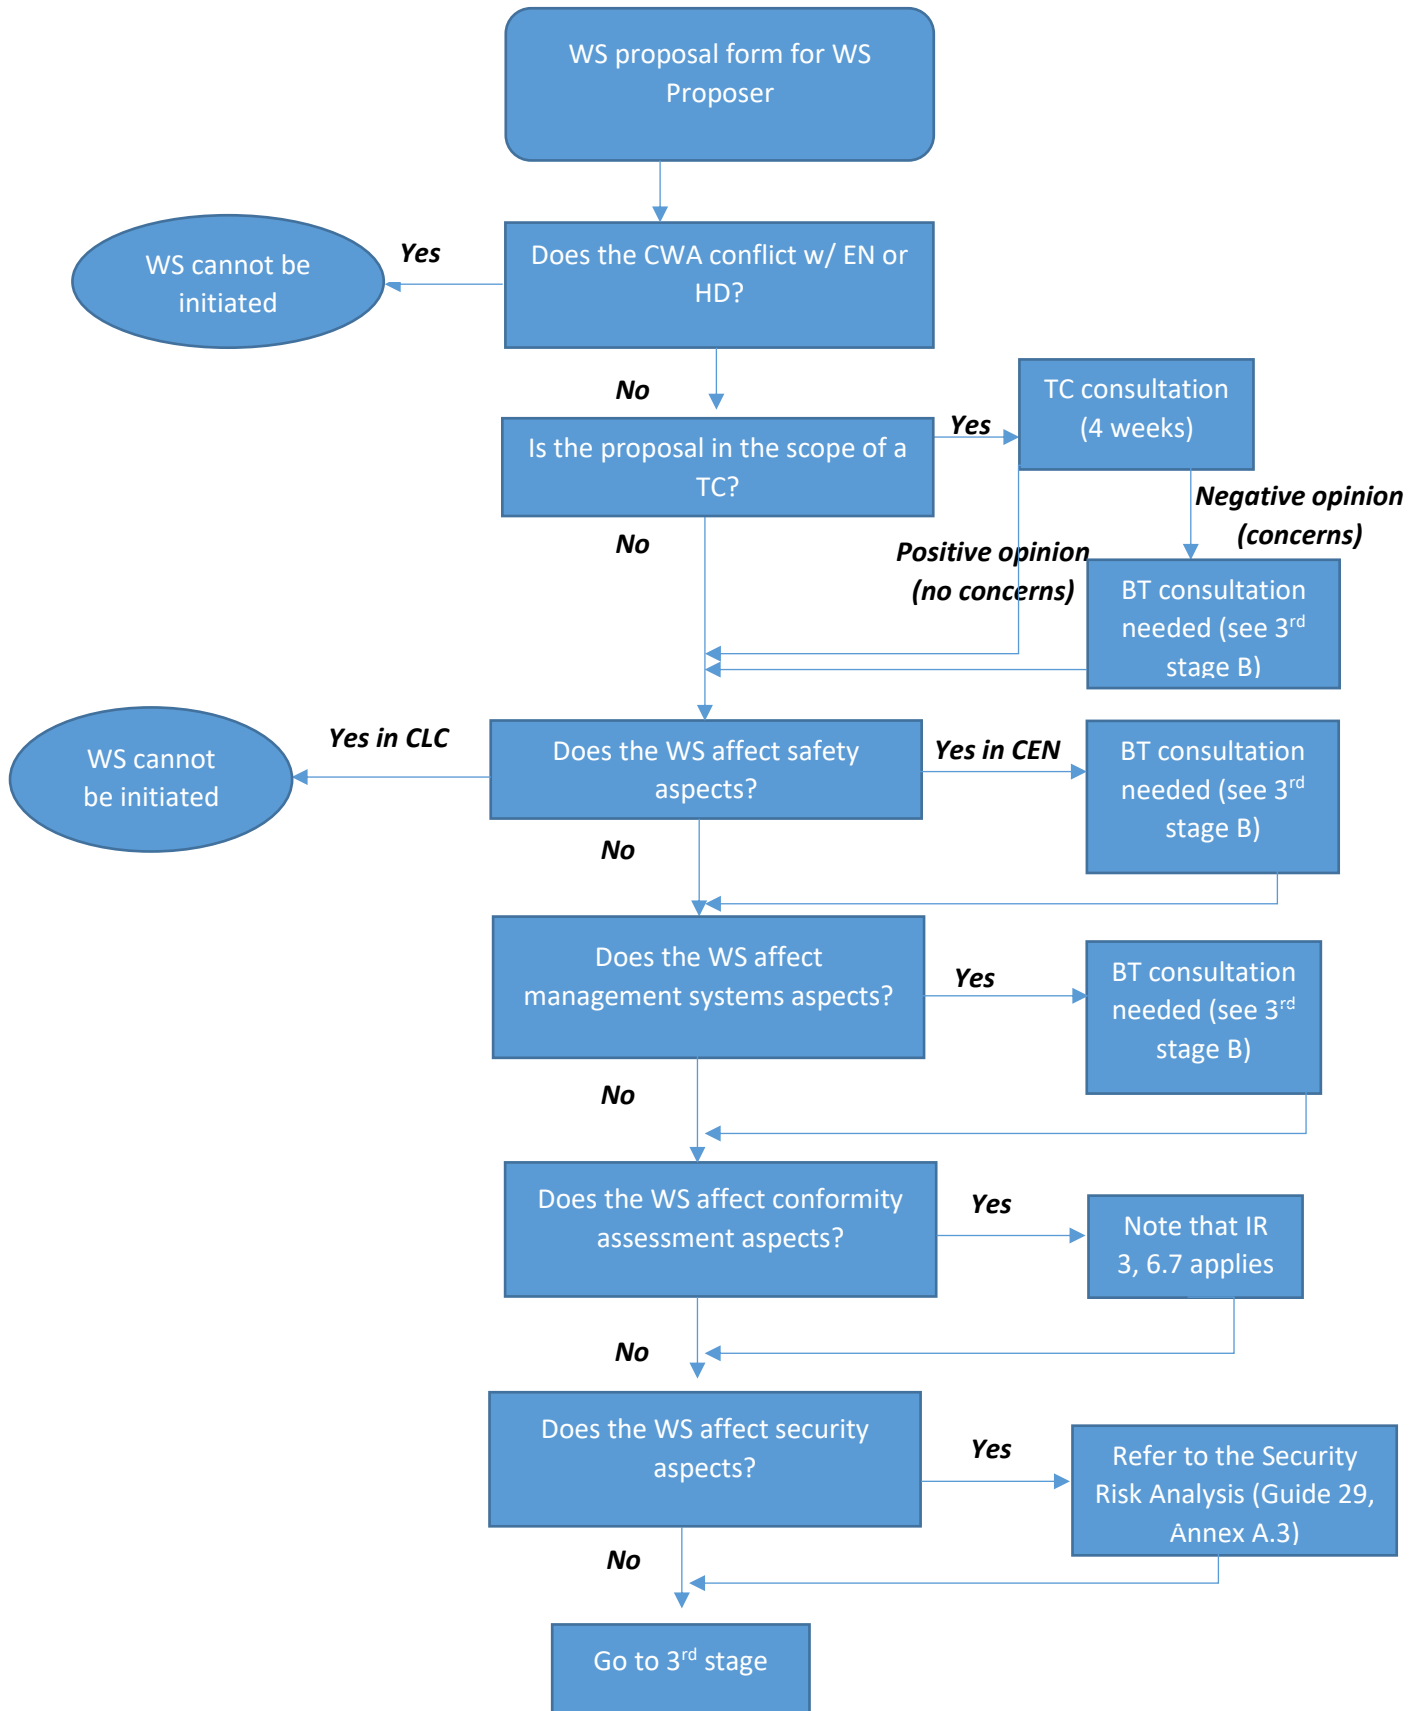 WS proposal form for WS
Proposer
Yes
WS cannot be
initiated
Does the CWA conflict w/ EN or
HD?
No
TC consultation
(4 weeks)
Yes
Is the proposal in the scope of a
TC?
Negative opinion
(concerns)
No
Positive opinion
(no concerns)
BT consultation
needed (see 3rd
stage B)
Yes in CLC
WS cannot
be initiated
Does the WS affect safety
aspects?
Yes in CEN
BT consultation
needed (see 3rd
stage B)
No
Does the WS affect
management systems aspects?
Yes
BT consultation
needed (see 3rd
stage B)
No
Does the WS affect conformity
assessment aspects?
Yes
Note that IR
3, 6.7 applies
No
Does the WS affect security
aspects?
Yes
Refer to the Security
Risk Analysis (Guide 29,
Annex A.3)
No
Go to 3rd stage